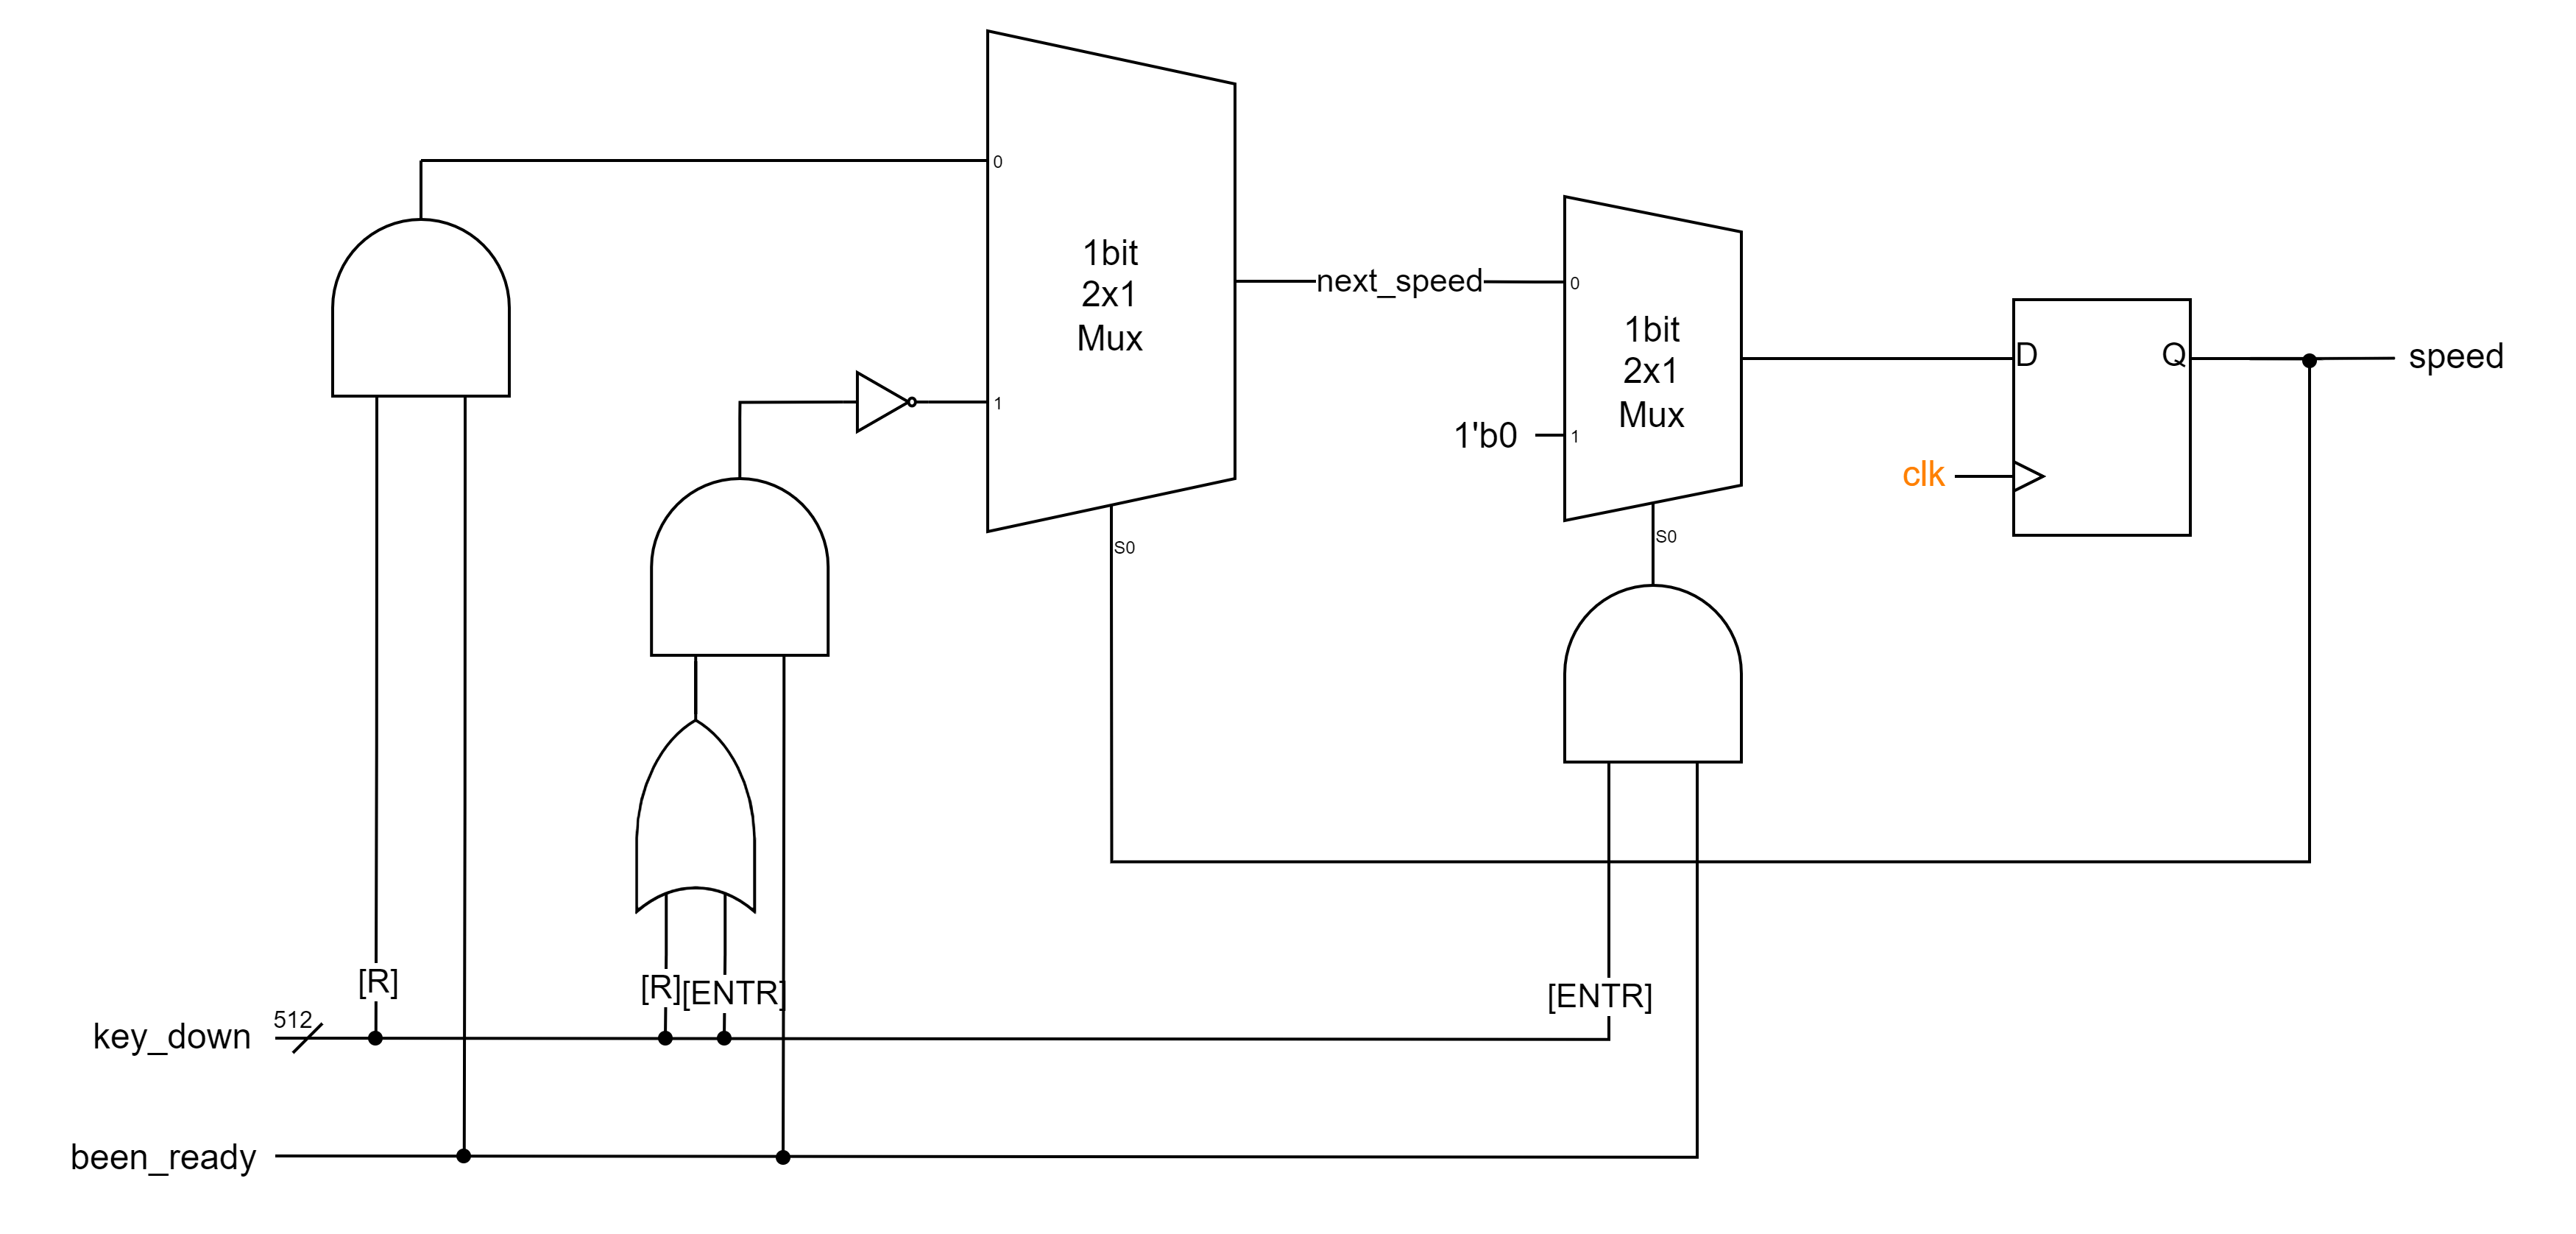 0
1bit
2x1
Mux
next_speed
0
1bit
2x1
Mux
D
Q
speed
1
1'b0
1
clk
S0
S0
[R]
[R]
[ENTR]
[ENTR]
512
key_down
been_ready